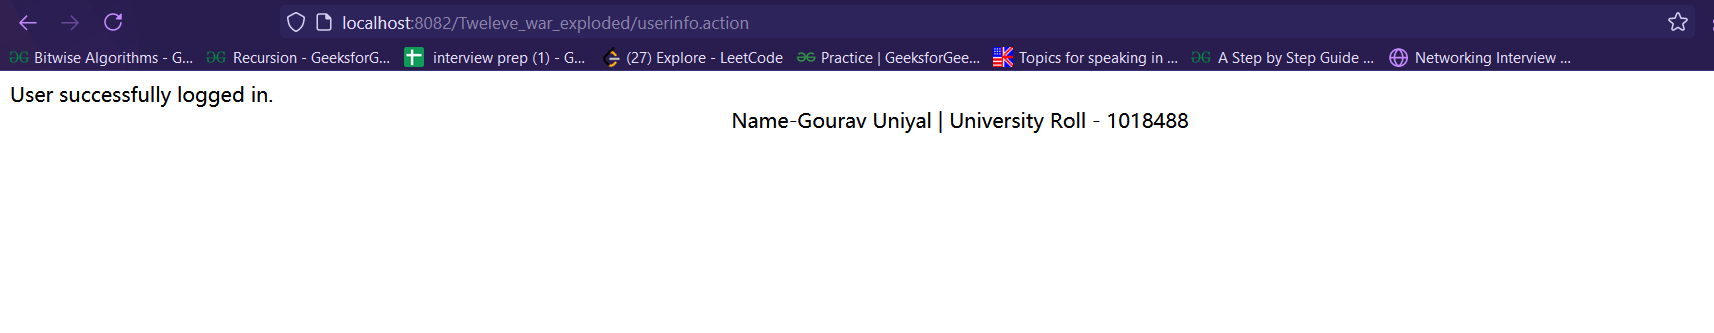 localhost:8082/Tweleve_war_exploded/userinfo.action
Bitwise Algorithms - G... Recursion - GeeksforG... interview prep (1) - G... (27) Explore - LeetCode Practice | GeeksforGee... Topics for speaking in ... A Step by Step Guide ... Networking Interview ...
User successfully logged in.
Name-Gourav Uniyal | University Roll - 1018488